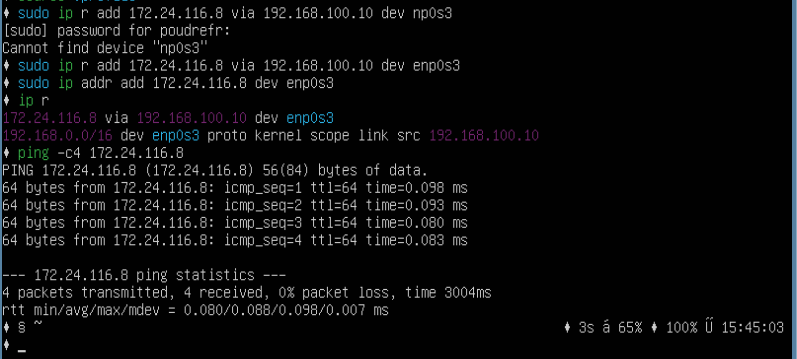 ♦ sudo ip r add 172.24.116.8 via 192.168.100.10 dev np0s3
[sudo] password for poudrefr:
Cannot find device "np0s3"
♦ sudo ip r add 172.24.116.8 via 192.168.100.10 dev enp0s3
♦ sudo ip addr add 172.24.116.8 dev enp0s3
♦ ip r
172.24.116.8 via 192.168.100.10 dev enp0s3
192.168.0.0/16 dev enp0s3 proto kernel scope link src 192.168.100.10
♦ ping -c4 172.24.116.8
PING 172.24.116.8 (172.24.116.8) 56(84) bytes of data.
64 bytes from 172.24.116.8: icmp_seq=1 ttl=64 time=0.098 ms
64 bytes from 172.24.116.8: icmp_seq=2 ttl=64 time=0.093 ms
64 bytes from 172.24.116.8: icmp_seq=3 ttl=64 time=0.080 ms
64 bytes from 172.24.116.8: icmp_seq=4 ttl=64 time=0.083 ms
--- 172.24.116.8 ping statistics ---
4 packets transmitted, 4 received, 0% packet loss, time 3004ms
rtt min/avg/max/mdev = 0.080/0.088/0.098/0.007 ms
♦ § ~ ♦ 3s á 65% ♦ 100% Ű 15:45:03
♦ _